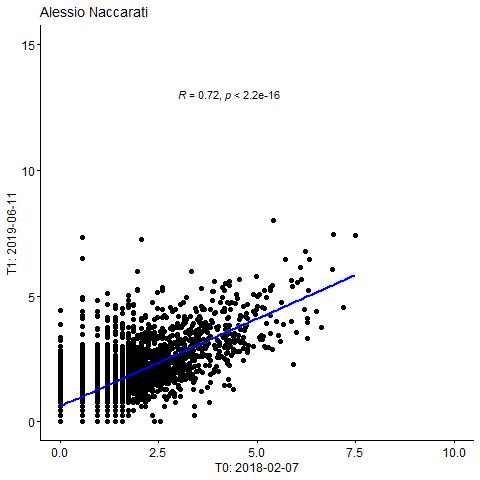 Alessio Naccarati
15
R = 0.72, p < 2.2e-16
10
T1: 2019-06-11
5
0
0.0 2.5 5.0 7.5 10.0
T0: 2018-02-07